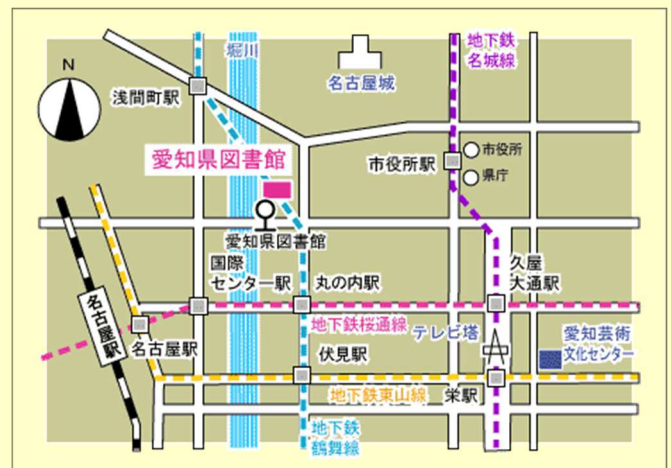 N
堀川
地下鉄
名城線
名古屋城
浅間町駅
愛知県図書館
市役所駅
市役所
県庁
愛知県図書館
国際
センター駅
丸の内駅
久屋
大通駅
名古屋駅
名古屋駅
地下鉄桜通線
テレビ塔
愛知芸術
文化センター
伏見駅
地下鉄東山線
栄駅
地下鉄
鶴舞線